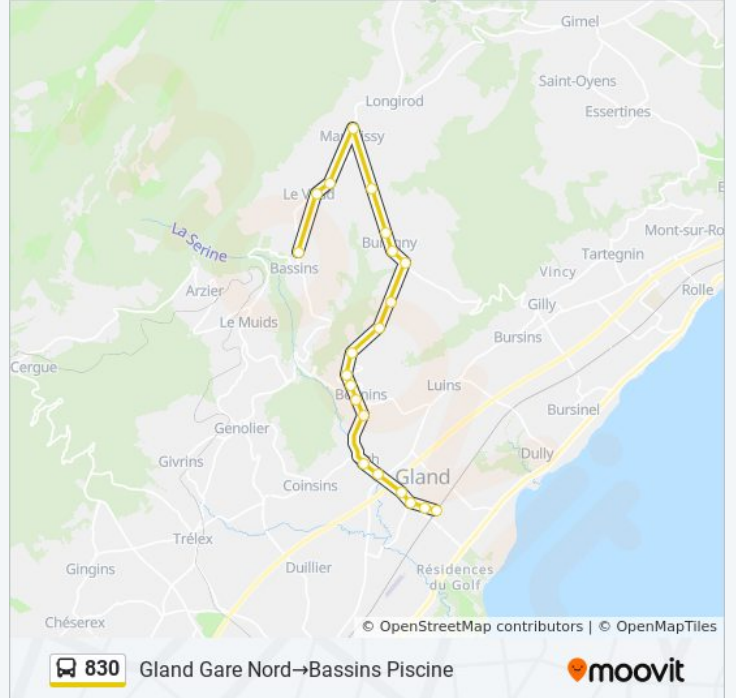 Gimel
Saint-Oyens
Longirod
Essertines
Le V
La Serine
Bassins
Mont-sur-Ro
Tartegnin
Vincy
Arzier
Rolle
Gilly
Le Muids
Bursins
Cergue
Luins
Bursinel
Genolier
Dully
Givrins
Gland
Coinsins
Trélex
Gingins
Duillier
Résidences
du Golf
Chéserex
© OpenStreetMap contributors | © OpenMapTiles
830 Gland Gare Nord→Bassins Piscine moovit